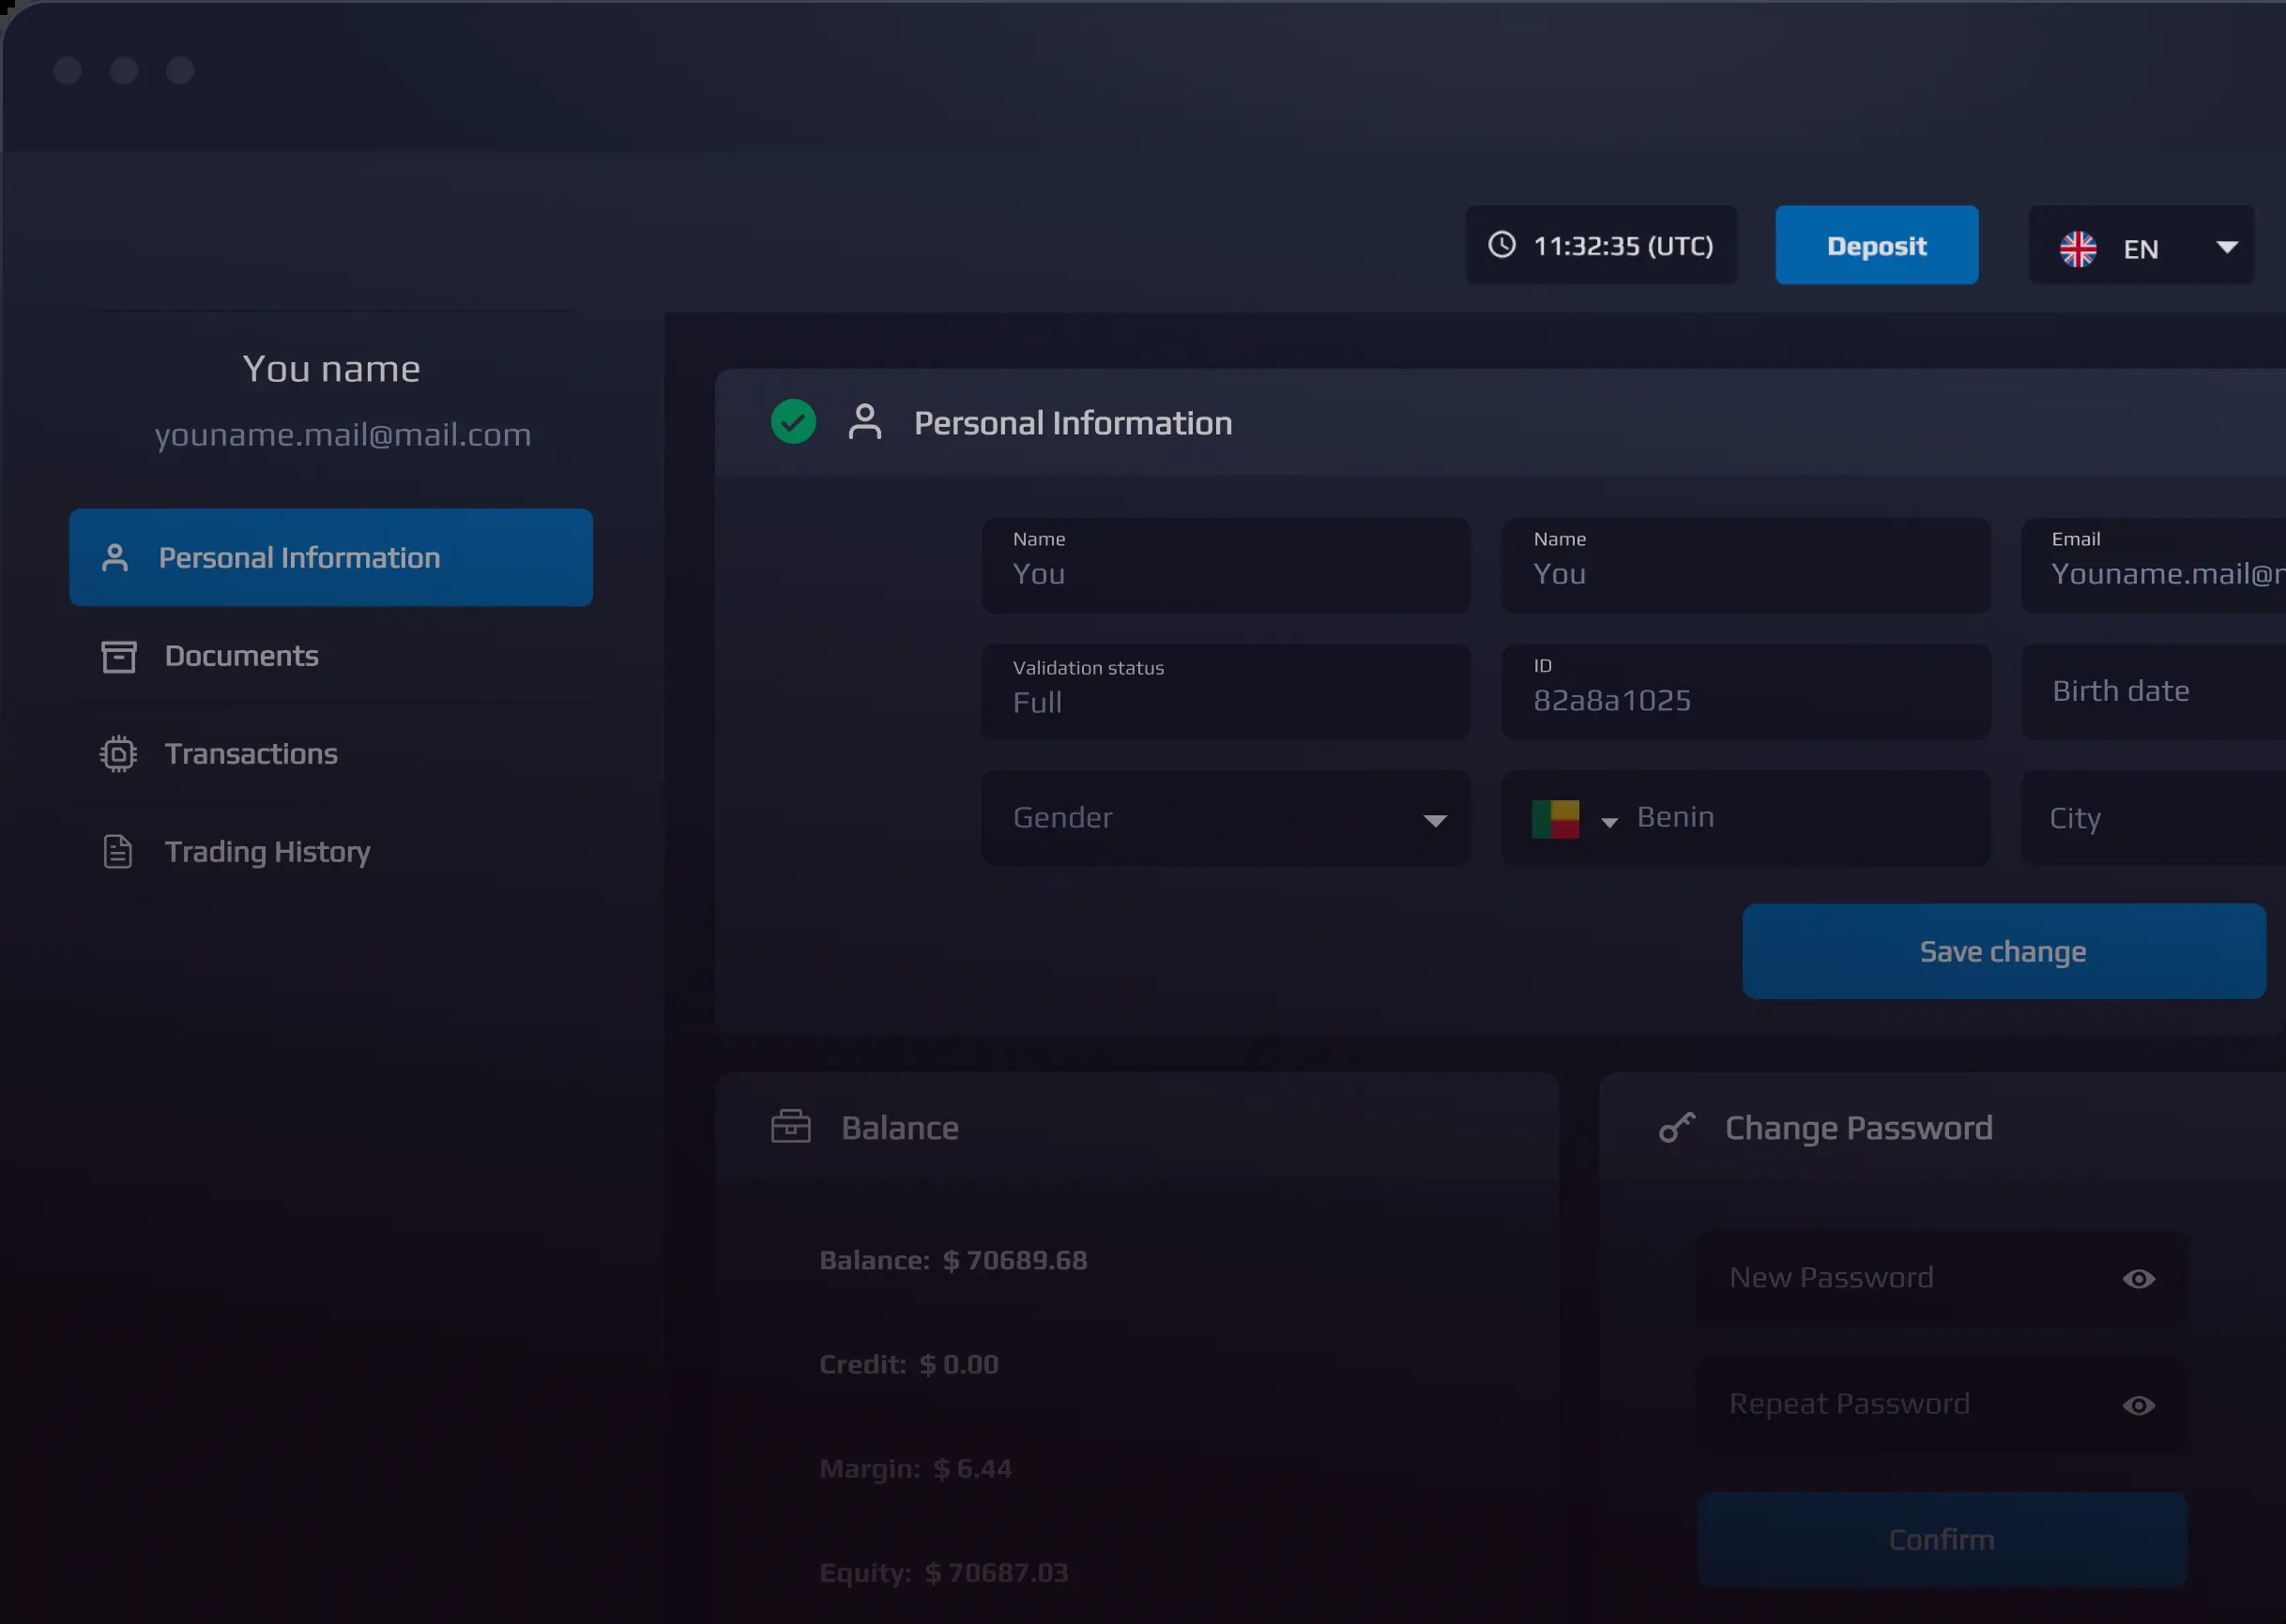 11:32:35 (UTC)
Deposit
EN
You name
youname.mail@mail.com
Personal Information
Documents
Transactions
Trading History
Personal Information
Name
You
Name
You
Email
Youname.mail@
Validation status
Full
ID
82a8a1025
Birth date
Gender
Benin
City
Save change
Balance
Balance: $ 70689.68
Credit: $ 0.00
Margin: $ 6.44
Equity: $ 70687.03
Change Password
New Password
Repeat Password
Confirm